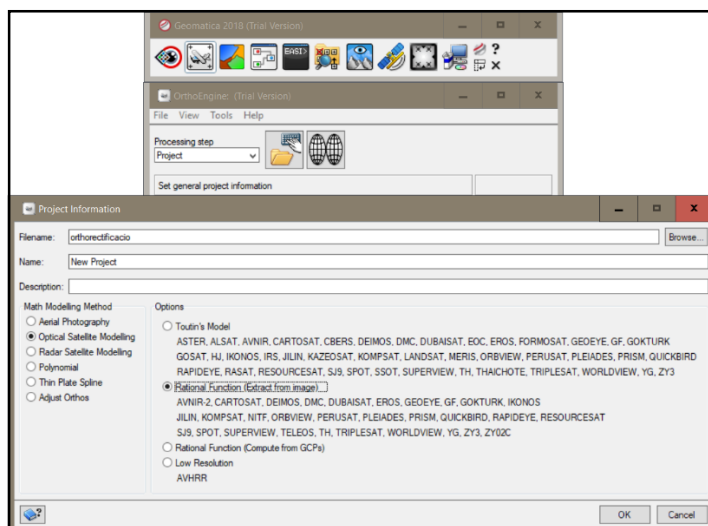 Geomatica 2018 (Trial Version)
EASI>
?
OrthoEngine: (Trial Version)
File View Tools Help
Processing step
Project
Set general project information
Project Information
Filename: orthorectificacio Browse...
Name: New Project
Description:
Math Modelling Method
Aerial Photography
Optical Satellite Modelling
Radar Satellite Modelling
Polynomial
Thin Plate Spline
Adjust Orthos
Options
Toutin's Model
ASTER, ALSAT, AVNIR, CARTOSAT, CBERS, DEIMOS, DMC, DUBAISAT, EOC, EROS, FORMOSAT, GEOEYE, GF, GOKTURK
GOSAT, HJ, IKONOS, IRS, JILIN, KAZEOSAT, KOMPSAT, LANDSAT, MERIS, ORBVIEW, PERUSAT, PLEIADES, PRISM, QUICKBIRD
RAPIDEYE, RASAT, RESOURCESAT, SJ9, SPOT, SSOT, SUPERVIEW, TH, THAICHOTE, TRIPLESAT, WORLDVIEW, YG, ZY3
Rational Function (Extract from image)
AVNIR-2, CARTOSAT, DEIMOS, DMC, DUBAISAT, EROS, GEOEYE, GF, GOKTURK, IKONOS
JILIN, KOMPSAT, NITF, ORBVIEW, PERUSAT, PLEIADES, PRISM, QUICKBIRD, RAPIDEYE, RESOURCESAT
SJ9, SPOT, SUPERVIEW, TELEOS, TH, TRIPLESAT, WORLDVIEW, YG, ZY3, ZY02C
Rational Function (Compute from GCPs)
Low Resolution
AVHRR
OK Cancel